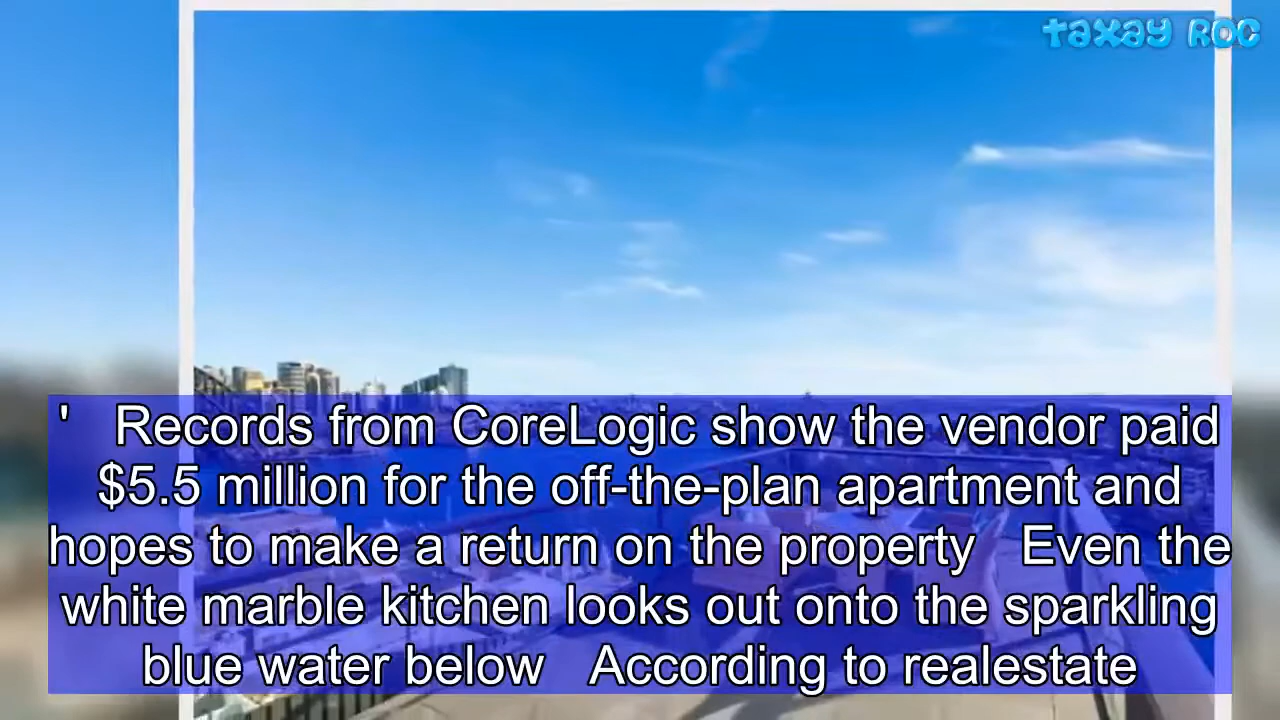 TAXAY ROC
' Records from CoreLogic show the vendor paid
$5.5 million for the off-the-plan apartment and
hopes to make a return on the property Even the
white marble kitchen looks out onto the sparkling
blue water below According to realestate